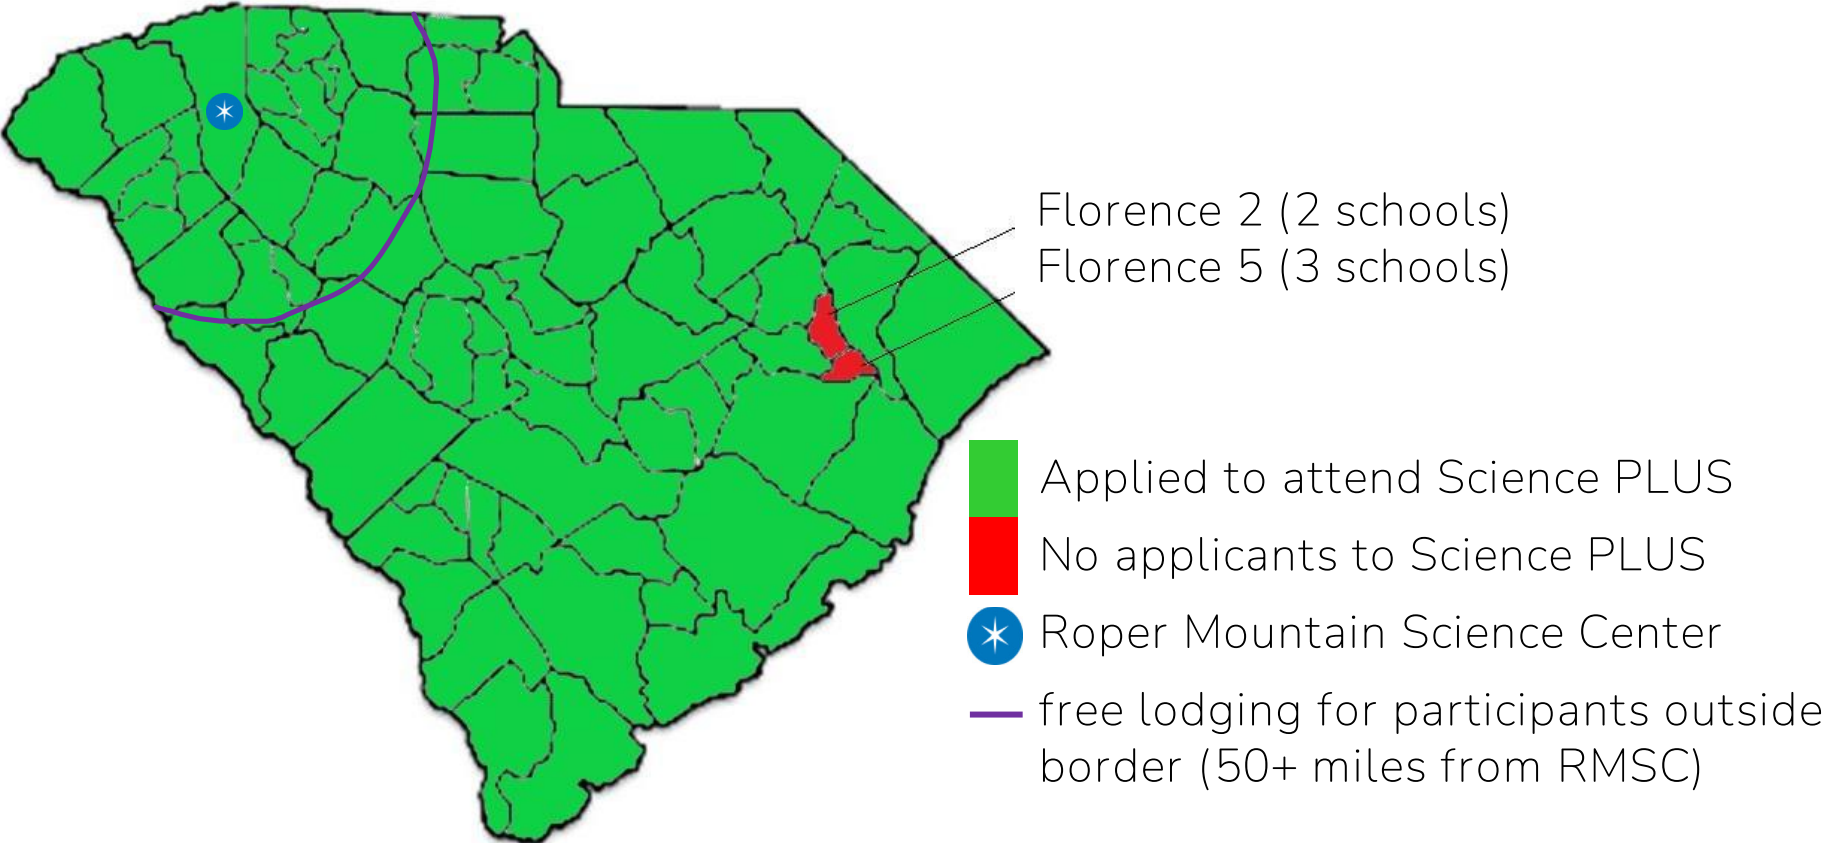 Florence 2 (2 schools)
Florence 5 (3 schools)
Applied to attend Science PLUS
No applicants to Science PLUS
Roper Mountain Science Center
free lodging for participants outside
border (50+ miles from RMSC)